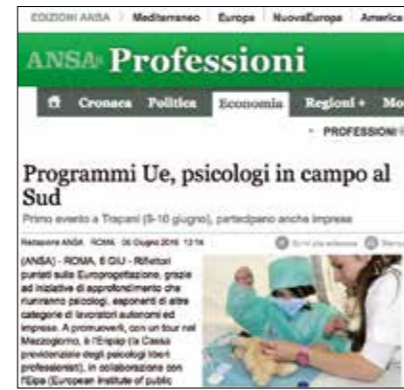 EDIZIONI ANSA Mediterraneo Europa NuovaEuropa America
ANSA Professioni
Cronaca Politica Economia Regioni + Mo
• PROFESSIONI
Programmi Ue, psicologi in campo al
Sud
Primo evento a Trapani (9-10 giugno), partecipano anche imprese
Redazione ANSA ROMA Giugno 2016
(ANSA) - ROMA, 6 GIU - Riflettori
puntati sulla Europrogettazione, grazie
ad iniziative di approfondimento che
riuniranno psicologi, esponenti di altre
categorie di lavoratori autonomi ed
imprese. A promuoverli, con un tour nel
Mezzogiorno, è l'Enpap (la Cassa
previdenziale degli psicologi liberi
professionisti), in collaborazione con
l'Eipa (European Institute of public